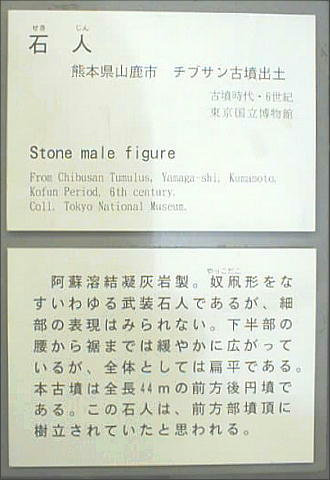 せき じん
石 人
熊本県山鹿市 チブサン古墳出土
古墳時代・6世紀
東京国立博物館
Stone male figure
From Chibusan Tumulus, Yamaga-shi, Kumamoto.
Kofun Period, 6th century.
Coll. Tokyo National Museum.
やっこだこ
阿蘇溶結凝灰岩製。奴凧形をな
すいわゆる武装石人であるが、細
部の表現はみられない。下半部の
腰から裾までは緩やかに広がって
いるが、全体としては扁平である。
本古墳は全長44mの前方後円墳で
ある。この石人は、前方部墳頂に
樹立されていたと思われる。